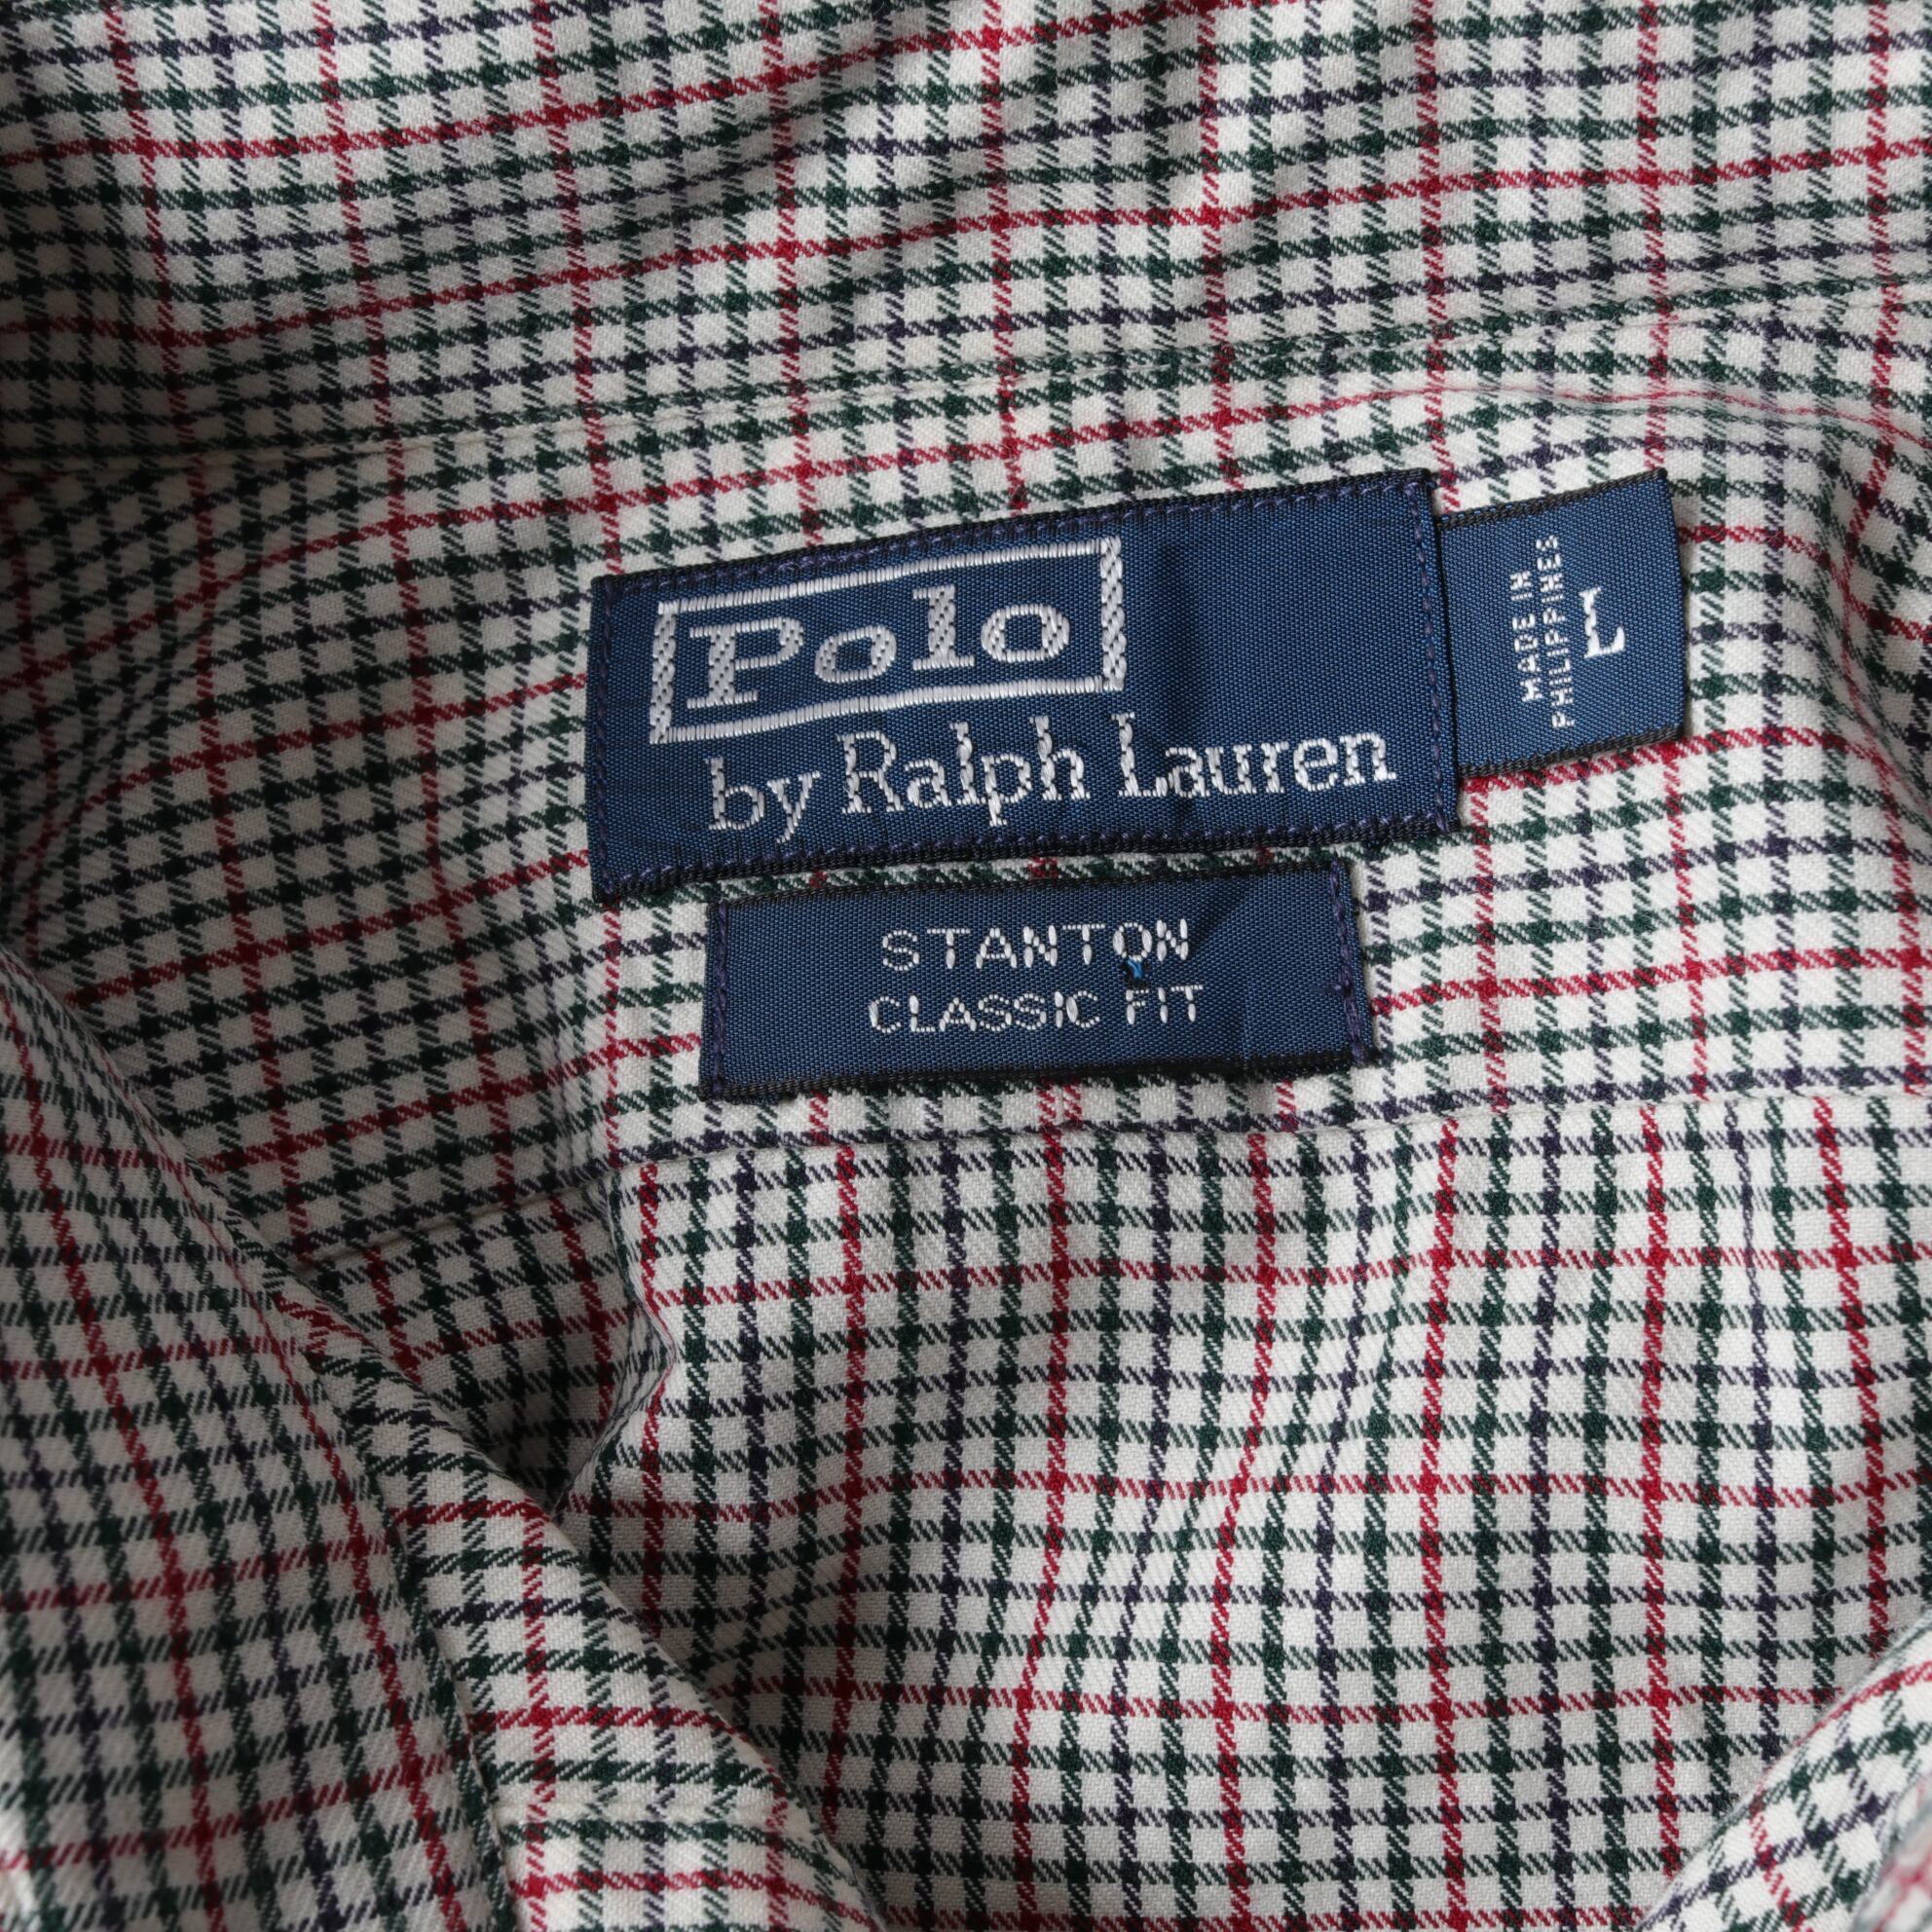 Polo
by Ralph Lauren
MADE IN
PHILIPPINES
L
STANTON
CLASSIC FIT